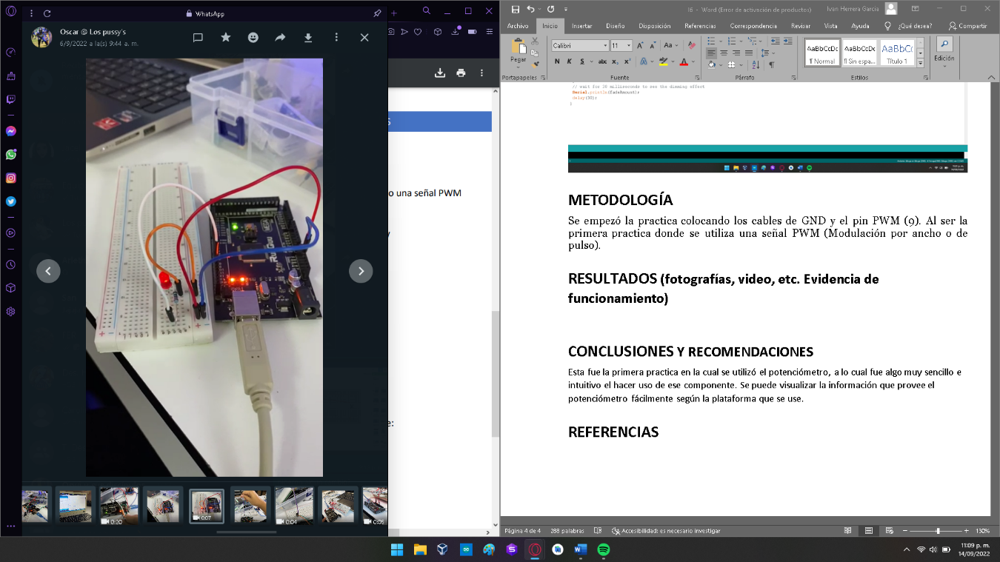 WhatsApp
Oscar @ Los pussy's
6/9/2022 a la(s) 9:44 a. m.
0:20
0:07
0:04
0:05
S
o una señal PWM
y
e:
I6 - Word (Error de activación de productos)
Ivan Herrera Garcia
Archivo Inicio Insertar Diseño Disposición Referencias Correspondencia Revisar Vista Ayuda ¿Qué desea? Compartir
Pegar
Calibri 11
N K S abc x₂ x²
AaBbCcDc AaBbCcDc AaBbCc
¶ Normal ¶ Sin espa... Título 1
Edición
Portapapeles Fuente Párrafo Estilos
// wait for 30 milliseconds to see the dimming effect
Serial.println(fadeAmount);
delay(30);
}
METODOLOGÍA
Se empezó la practica colocando los cables de GND y el pin PWM (9). Al ser la
primera practica donde se utiliza una señal PWM (Modulación por ancho o de
pulso).
RESULTADOS (fotografías, video, etc. Evidencia de
funcionamiento)
CONCLUSIONES Y RECOMENDACIONES
Esta fue la primera practica en la cual se utilizó el potenciómetro, a lo cual fue algo muy sencillo e
intuitivo el hacer uso de ese componente. Se puede visualizar la información que provee el
potenciómetro fácilmente según la plataforma que se use.
REFERENCIAS
Página 4 de 4 288 palabras Accesibilidad: es necesario investigar 130%
11:09 p. m.
14/09/2022